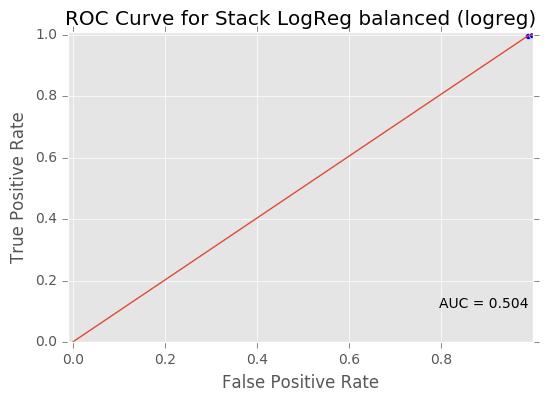 ROC Curve for Stack LogReg balanced (logreg)
True Positive Rate
1.0
0.8
0.6
0.4
0.2
0.0
AUC = 0.504
0.0 0.2 0.4 0.6 0.8
False Positive Rate